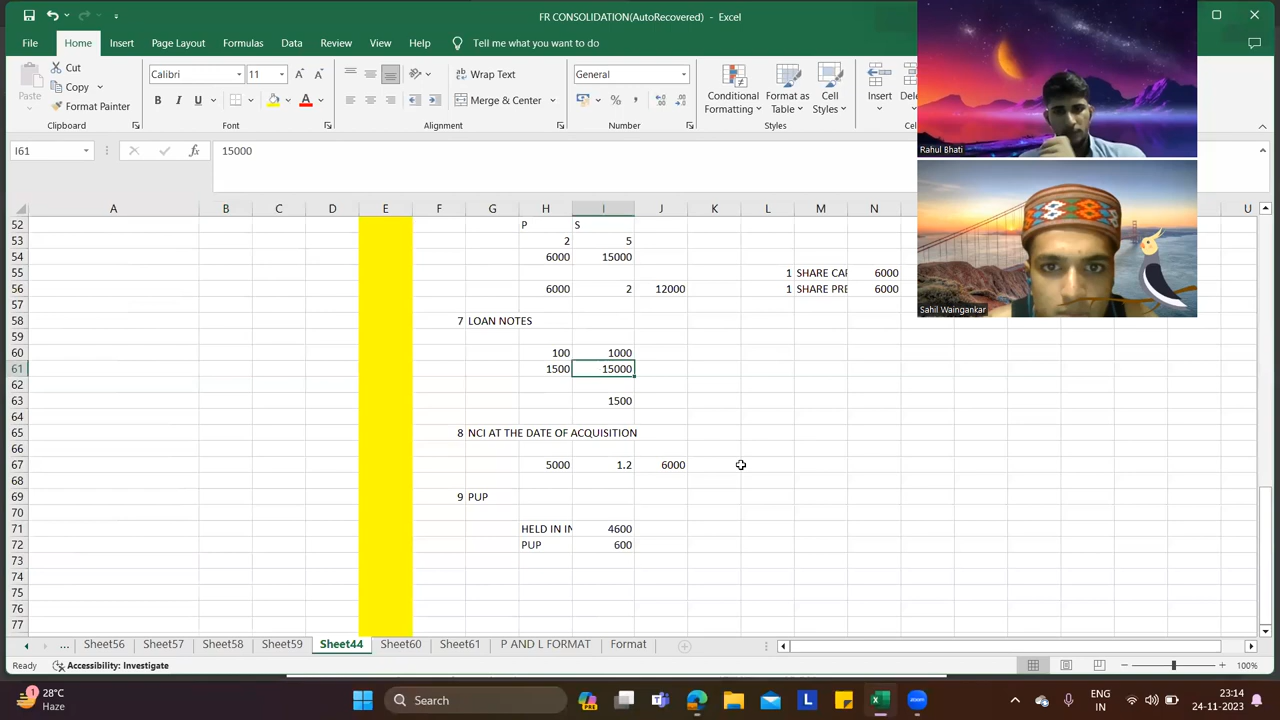 FR CONSOLIDATION(AutoRecovered) - Excel
File Home Insert Page Layout Formulas Data Review View Help Tell me what you want to do
Paste
Cut
Copy
Format Painter
Clipboard
Calibri 11
B I U
Font
Wrap Text
Merge & Center
Alignment
General
Number
Conditional Formatting
Format as Table
Cell Styles
Styles
Insert
Rahul Bhati
I61 15000
Sahil Waingankar
A B C D E F G H I J K L M N U
52 P S
53 2 5
54 6000 15000
55 1 SHARE CAP 6000
56 6000 2 12000 1 SHARE PRE 6000
57
58 7 LOAN NOTES
59
60 100 1000
61 1500 15000
62
63 1500
64
65 8 NCI AT THE DATE OF ACQUISITION
66
67 5000 1.2 6000
68
69 9 PUP
70
71 HELD IN IN 4600
72 PUP 600
73
74
75
76
77
... Sheet56 Sheet57 Sheet58 Sheet59 Sheet44 Sheet60 Sheet61 P AND L FORMAT Format
Ready Accessibility: Investigate 100%
28°C
Haze
Search
PRE
L
zoom
ENG
IN
23:14
24-11-2023